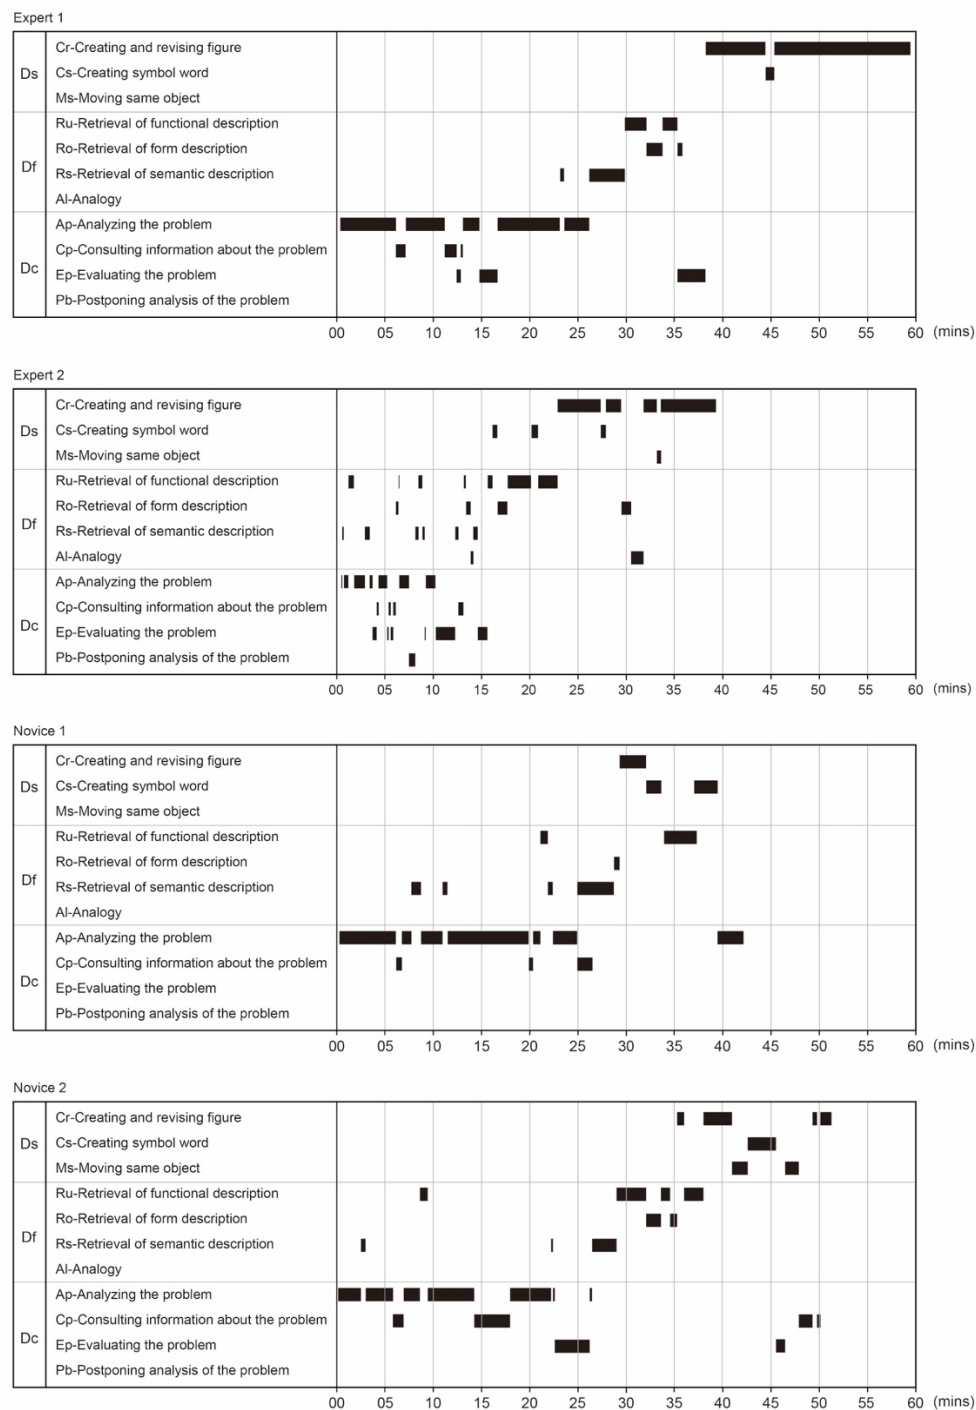 Expert 1
Ds
Cr-Creating and revising figure
Cs-Creating symbol word
Ms-Moving same object
Df
Ru-Retrieval of functional description
Ro-Retrieval of form description
Rs-Retrieval of semantic description
Al-Analogy
Dc
Ap-Analyzing the problem
Cp-Consulting information about the problem
Ep-Evaluating the problem
Pb-Postponing analysis of the problem
00 05 10 15 20 25 30 35 40 45 50 55 60 (mins)
Expert 2
Ds
Cr-Creating and revising figure
Cs-Creating symbol word
Ms-Moving same object
Df
Ru-Retrieval of functional description
Ro-Retrieval of form description
Rs-Retrieval of semantic description
Al-Analogy
Dc
Ap-Analyzing the problem
Cp-Consulting information about the problem
Ep-Evaluating the problem
Pb-Postponing analysis of the problem
00 05 10 15 20 25 30 35 40 45 50 55 60 (mins)
Novice 1
Ds
Cr-Creating and revising figure
Cs-Creating symbol word
Ms-Moving same object
Df
Ru-Retrieval of functional description
Ro-Retrieval of form description
Rs-Retrieval of semantic description
Al-Analogy
Dc
Ap-Analyzing the problem
Cp-Consulting information about the problem
Ep-Evaluating the problem
Pb-Postponing analysis of the problem
00 05 10 15 20 25 30 35 40 45 50 55 60 (mins)
Novice 2
Ds
Cr-Creating and revising figure
Cs-Creating symbol word
Ms-Moving same object
Df
Ru-Retrieval of functional description
Ro-Retrieval of form description
Rs-Retrieval of semantic description
Al-Analogy
Dc
Ap-Analyzing the problem
Cp-Consulting information about the problem
Ep-Evaluating the problem
Pb-Postponing analysis of the problem
00 05 10 15 20 25 30 35 40 45 50 55 60 (mins)